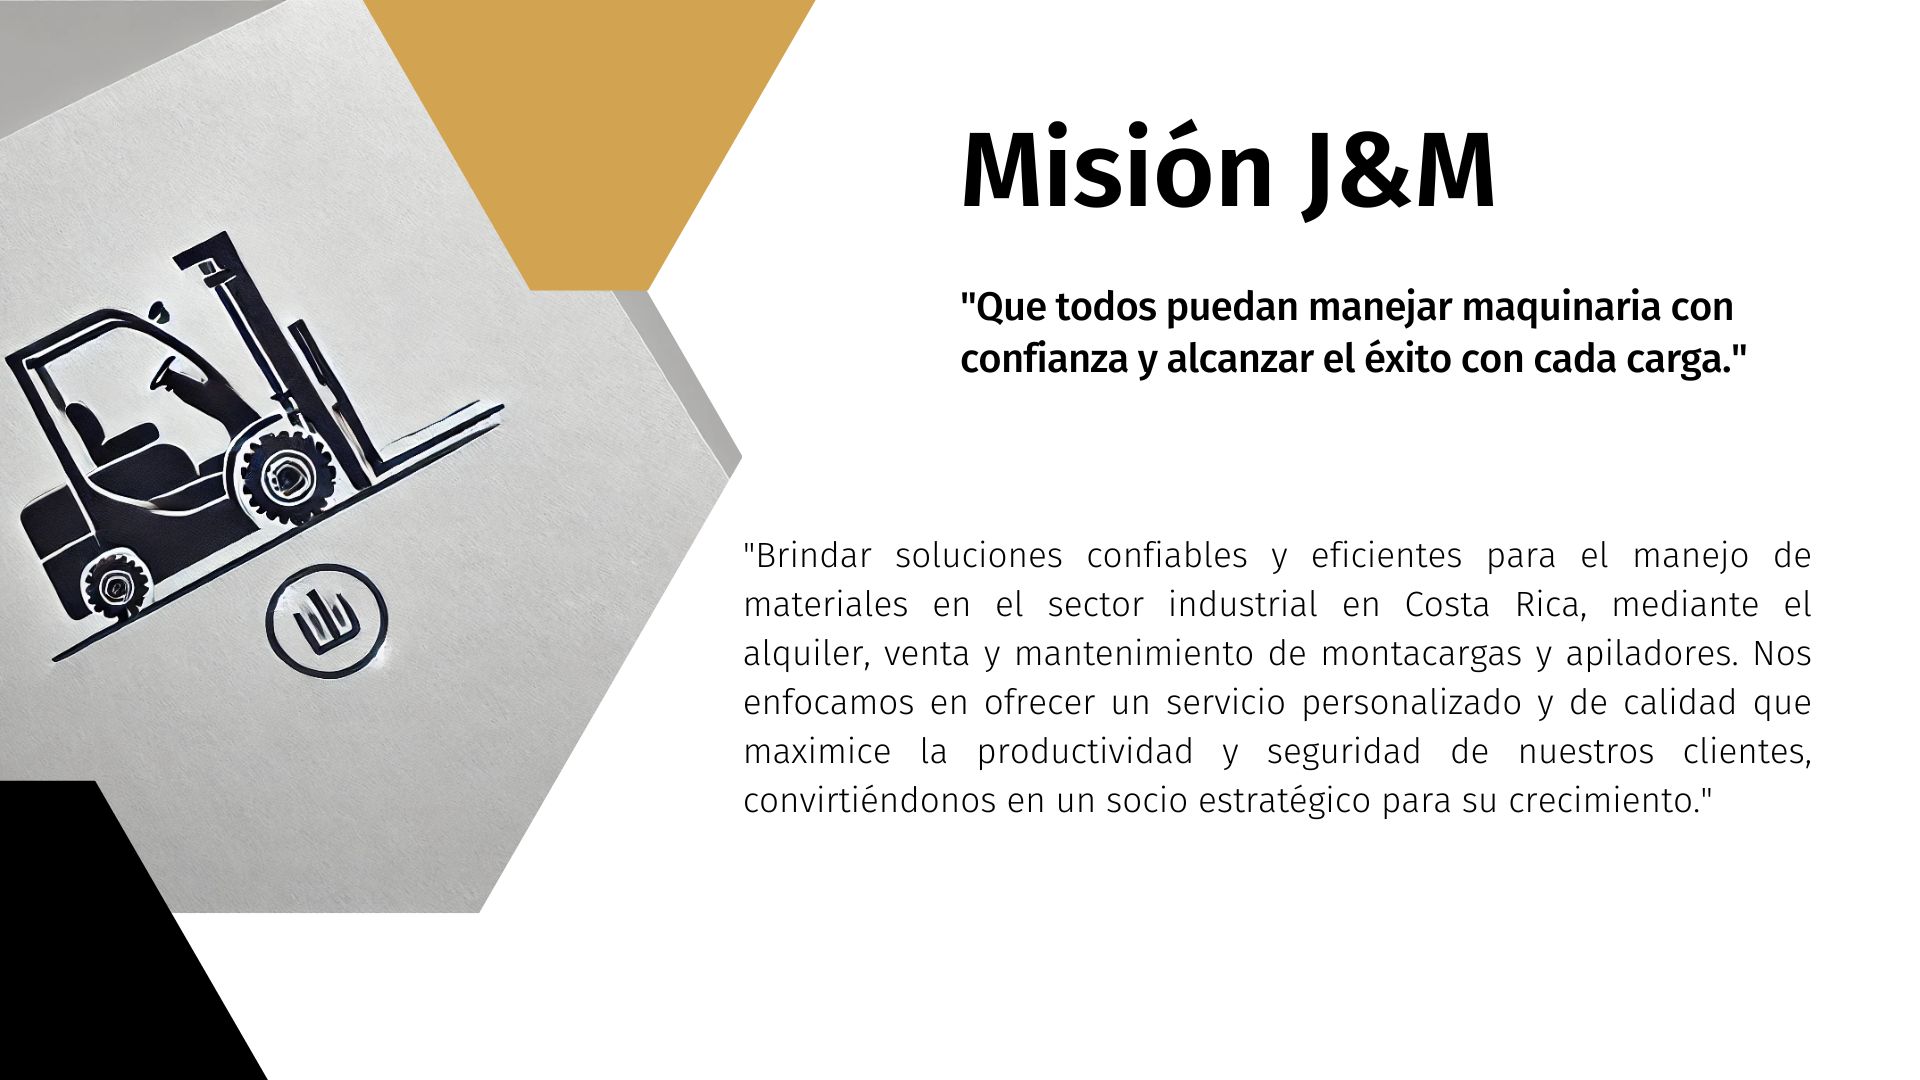 Misión J&M
"Que todos puedan manejar maquinaria con
confianza y alcanzar el éxito con cada carga."
"Brindar soluciones confiables y eficientes para el manejo de
materiales en el sector industrial en Costa Rica, mediante el
alquiler, venta y mantenimiento de montacargas y apiladores. Nos
enfocamos en ofrecer un servicio personalizado y de calidad que
maximice la productividad y seguridad de nuestros clientes,
convirtiéndonos en un socio estratégico para su crecimiento."